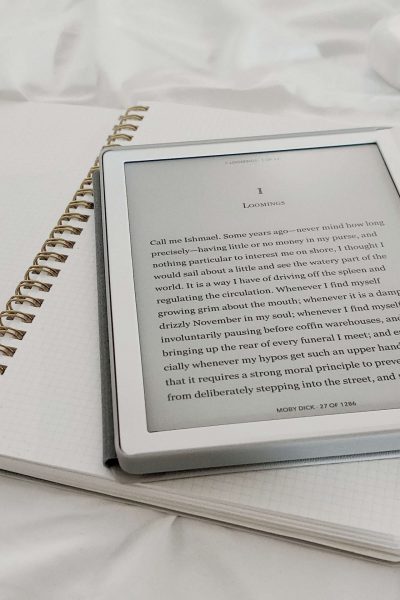 I
LOOMINGS
Call me Ishmael. Some years ago—never mind how long
precisely—having little or no money in my purse, and
nothing particular to interest me on shore, I thought I
would sail about a little and see the watery part of the
world. It is a way I have of driving off the spleen and
regulating the circulation. Whenever I find myself
growing grim about the mouth; whenever it is a damp
drizzly November in my soul; whenever I find myself
involuntarily pausing before coffin warehouses, and
bringing up the rear of every funeral I meet; and es
cially whenever my hypos get such an upper hand
that it requires a strong moral principle to preve
from deliberately stepping into the street, and
MOBY DICK · 27 OF 1286